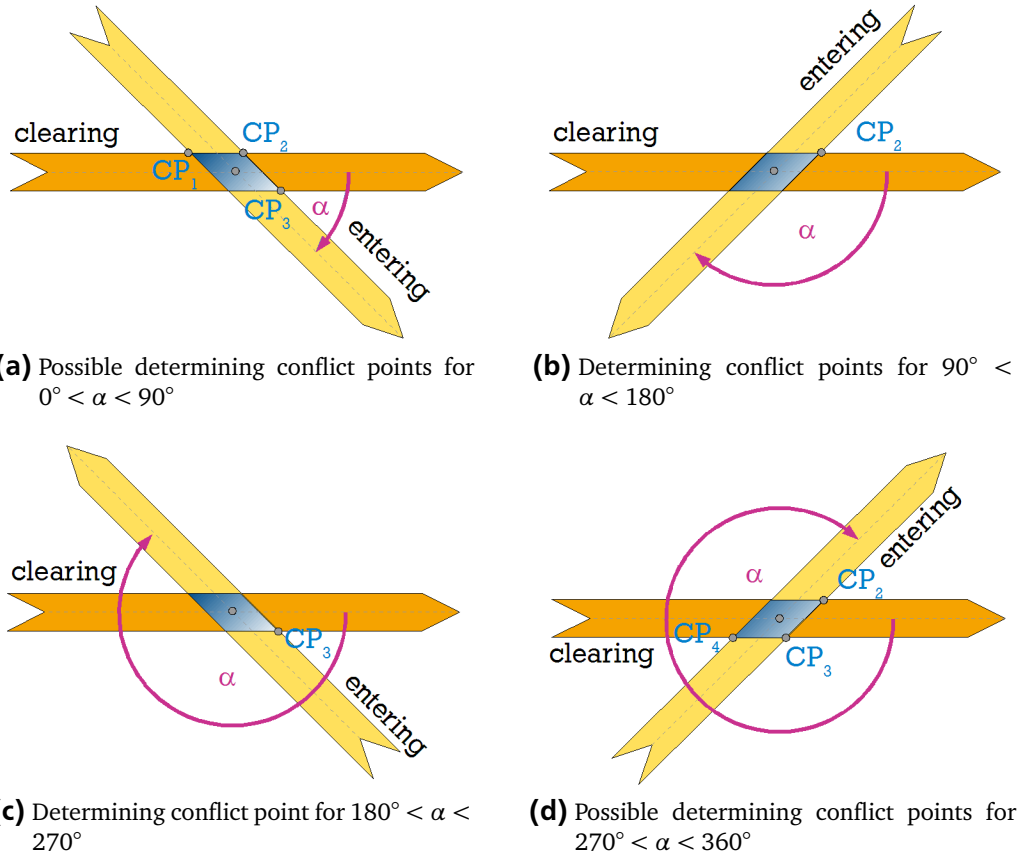 entering
clearing
CP2
CP1
CP3
α
entering
(a) Possible determining conflict points for
0° < α < 90°
entering
clearing
CP2
α
(b) Determining conflict points for 90° <
α < 180°
clearing
CP3
α
entering
(c) Determining conflict point for 180° < α <
270°
α
entering
CP2
CP4
clearing
CP3
(d) Possible determining conflict points for
270° < α < 360°